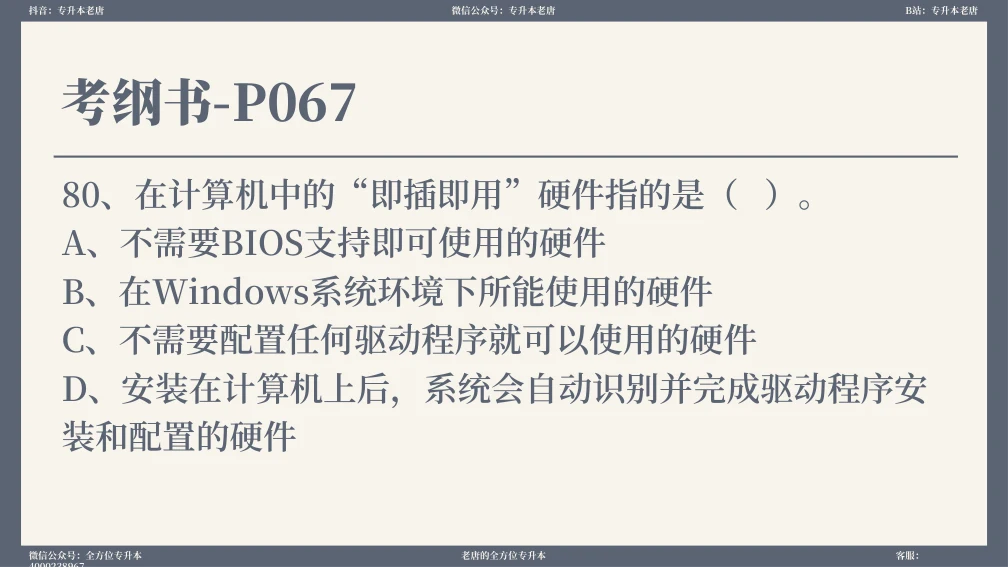 抖音：专升本老唐
微信公众号：专升本老唐
B站：专升本老唐
考纲书-P067
80、在计算机中的“即插即用”硬件指的是（  ）。
A、不需要BIOS支持即可使用的硬件
B、在Windows系统环境下所能使用的硬件
C、不需要配置任何驱动程序就可以使用的硬件
D、安装在计算机上后，系统会自动识别并完成驱动程序安
装和配置的硬件
微信公众号：全方位专升本
老唐的全方位专升本
客服：
4000238967